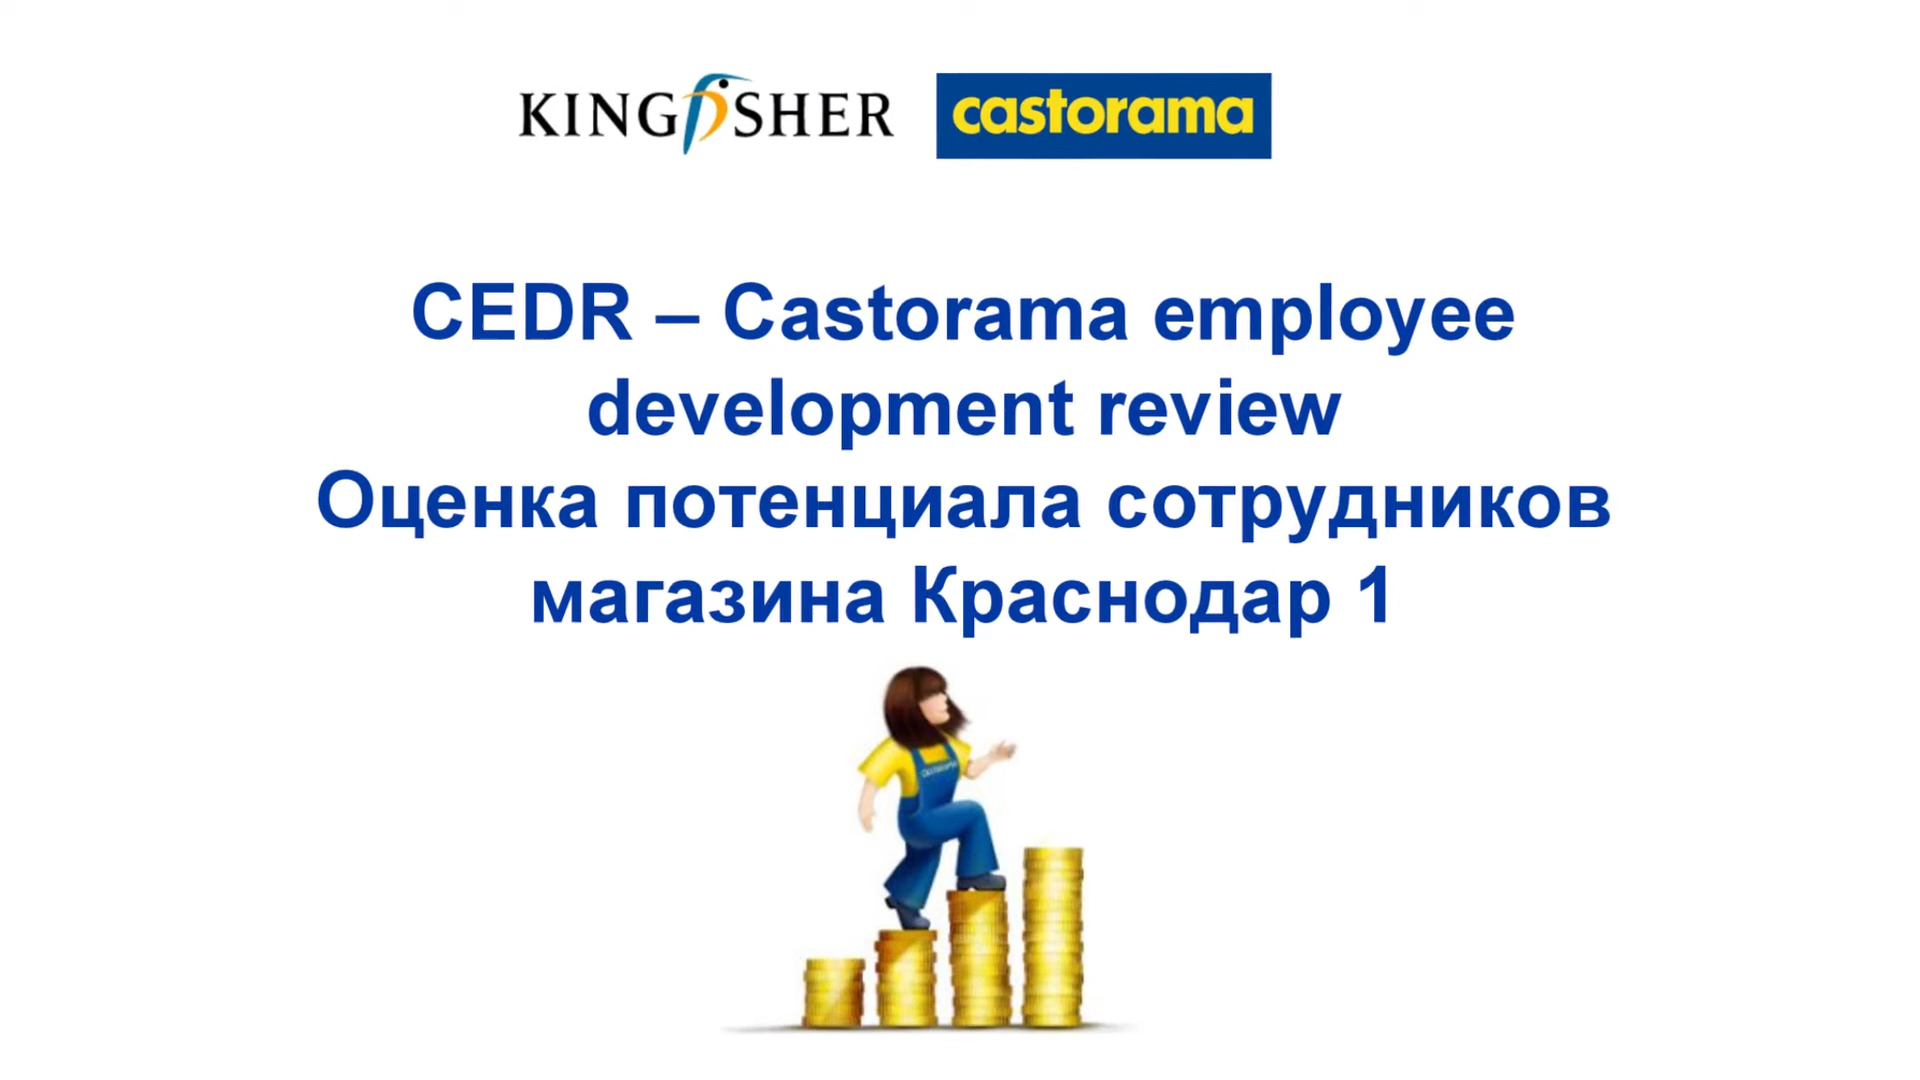 KINGFISHER castorama
CEDR – Castorama employee
development review
Оценка потенциала сотрудников
магазина Краснодар 1